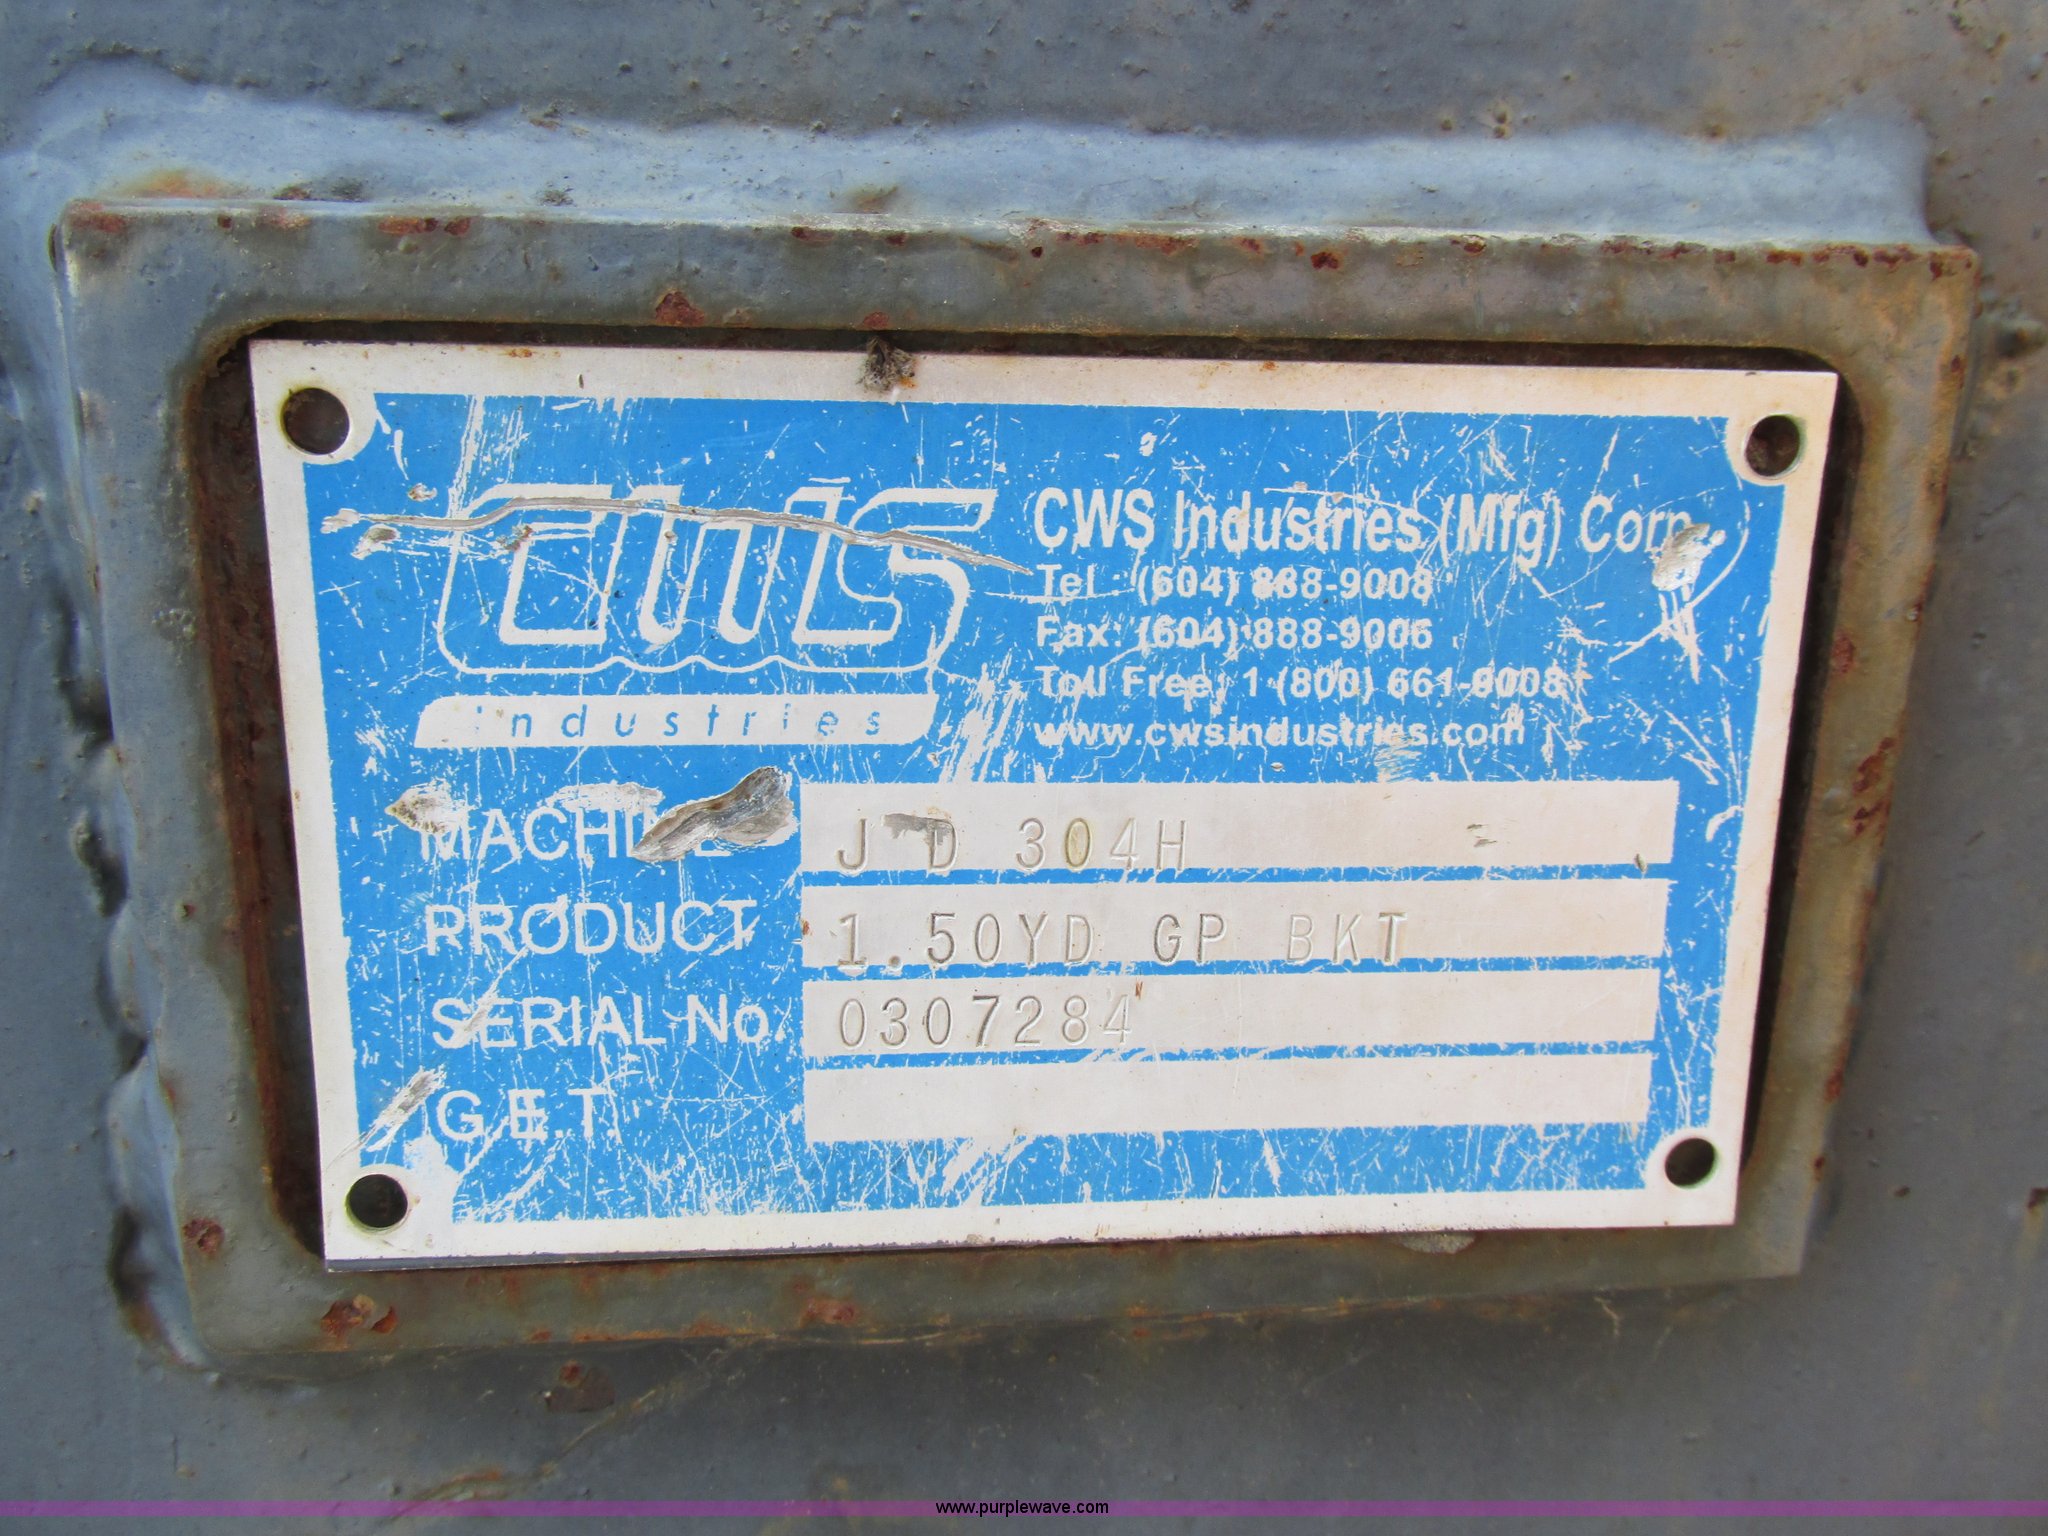 CWS
industries
CWS Industries (Mfg) Corp.
Tel : (604) 888-9008
Fax: (604) 888-9006
Toll Free: 1 (800) 661-9008
www.cwsindustries.com
MACHINE J D 304H
PRODUCT 1.50YD GP BKT
SERIAL No. 0307284
G.E.T.
www.purplewave.com